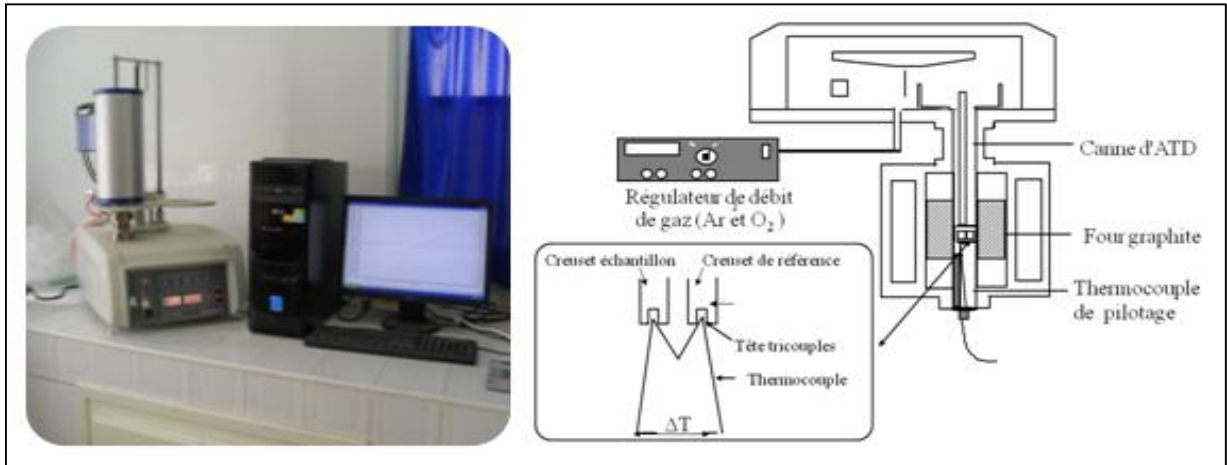 Canne d'ATD
Régulateur de débit
de gaz (Ar et O₂)
Four graphite
Creuset échantillon
Creuset de référence
Thermocouple
de pilotage
Tête tricouples
Thermocouple
ΔT